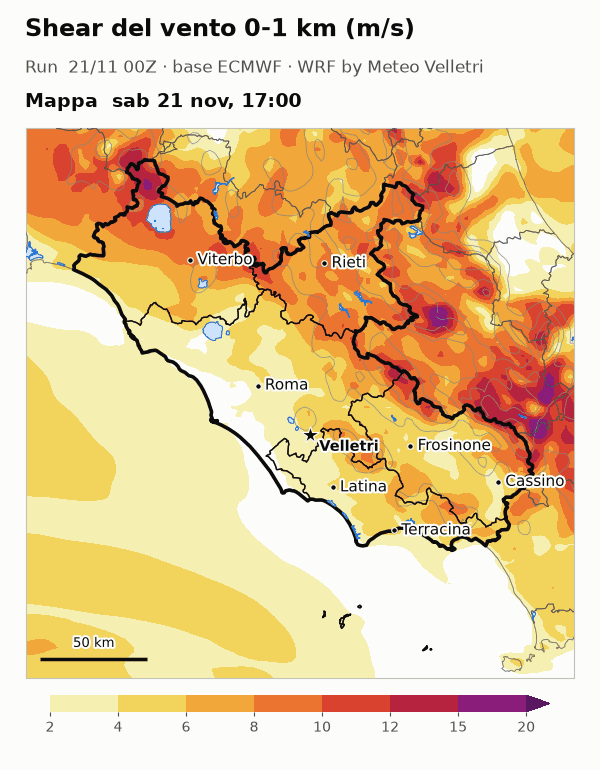 Shear del vento 0-1 km (m/s)
Run  21/11 00Z · base ECMWF · WRF by Meteo Velletri
Mappa  sab 21 nov, 17:00
Viterbo
Rieti
Roma
Velletri
Frosinone
Latina
Cassino
Terracina
50 km
2 4 6 8 10 12 15 20